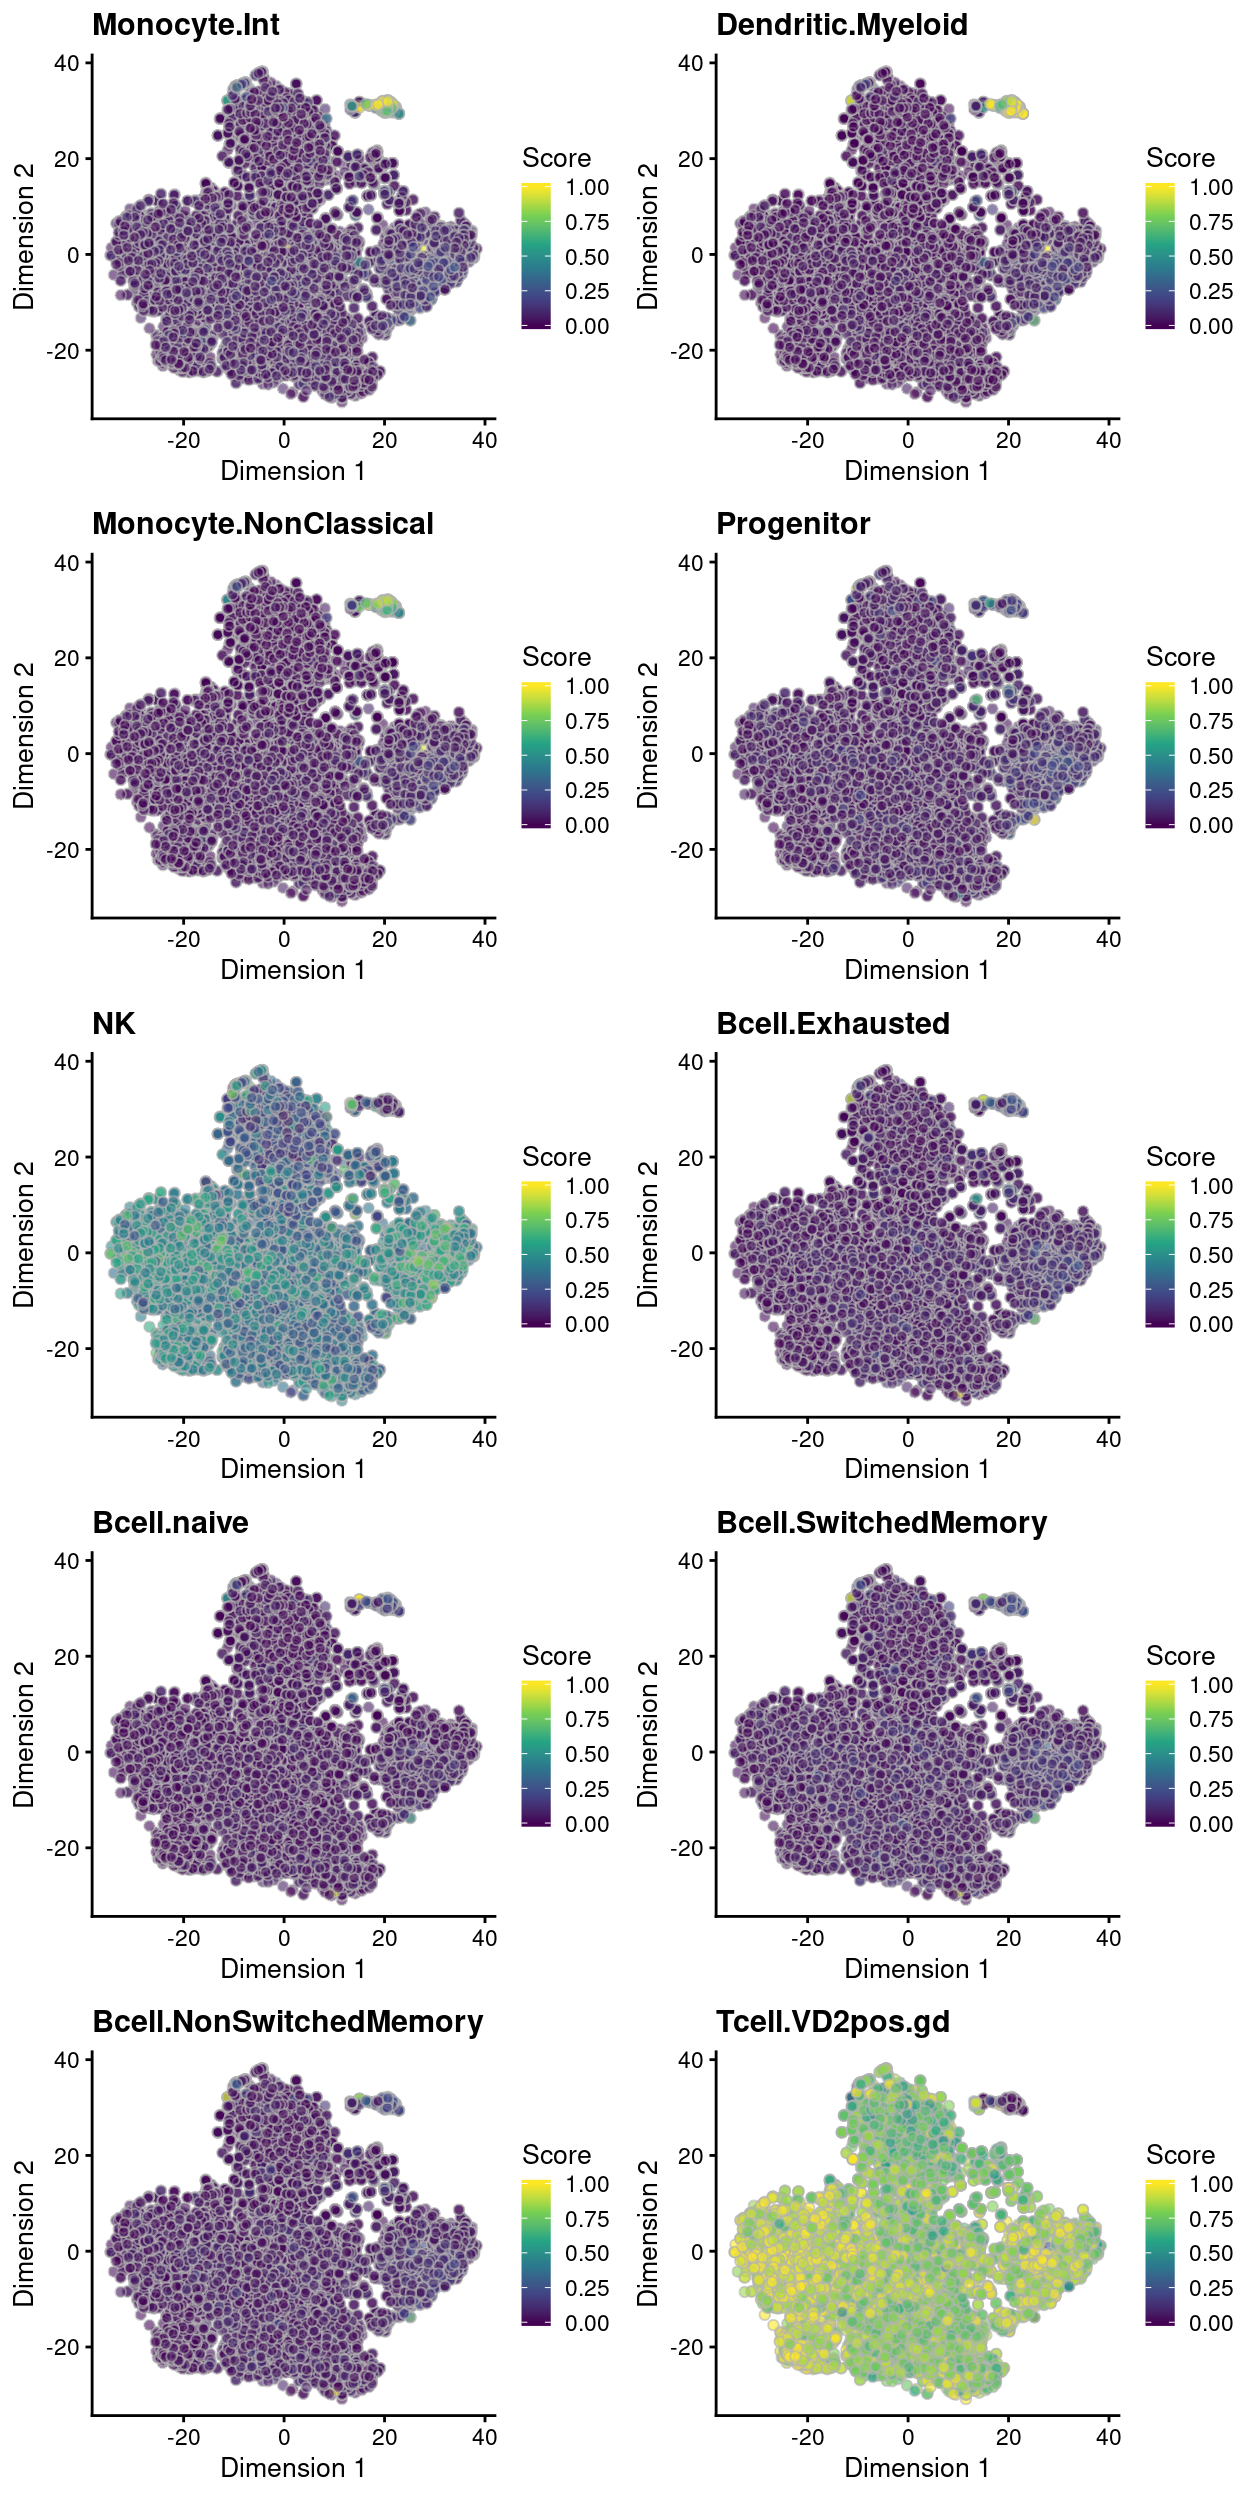 Monocyte.Int
40
20
0
-20
Dimension 2
-20 0 20 40
Dimension 1
Score
1.00
0.75
0.50
0.25
0.00
Dendritic.Myeloid
40
20
0
-20
Dimension 2
-20 0 20 40
Dimension 1
Score
1.00
0.75
0.50
0.25
0.00
Monocyte.NonClassical
40
20
0
-20
Dimension 2
-20 0 20 40
Dimension 1
Score
1.00
0.75
0.50
0.25
0.00
Progenitor
40
20
0
-20
Dimension 2
-20 0 20 40
Dimension 1
Score
1.00
0.75
0.50
0.25
0.00
NK
40
20
0
-20
Dimension 2
-20 0 20 40
Dimension 1
Score
1.00
0.75
0.50
0.25
0.00
Bcell.Exhausted
40
20
0
-20
Dimension 2
-20 0 20 40
Dimension 1
Score
1.00
0.75
0.50
0.25
0.00
Bcell.naive
40
20
0
-20
Dimension 2
-20 0 20 40
Dimension 1
Score
1.00
0.75
0.50
0.25
0.00
Bcell.SwitchedMemory
40
20
0
-20
Dimension 2
-20 0 20 40
Dimension 1
Score
1.00
0.75
0.50
0.25
0.00
Bcell.NonSwitchedMemory
40
20
0
-20
Dimension 2
-20 0 20 40
Dimension 1
Score
1.00
0.75
0.50
0.25
0.00
Tcell.VD2pos.gd
40
20
0
-20
Dimension 2
-20 0 20 40
Dimension 1
Score
1.00
0.75
0.50
0.25
0.00